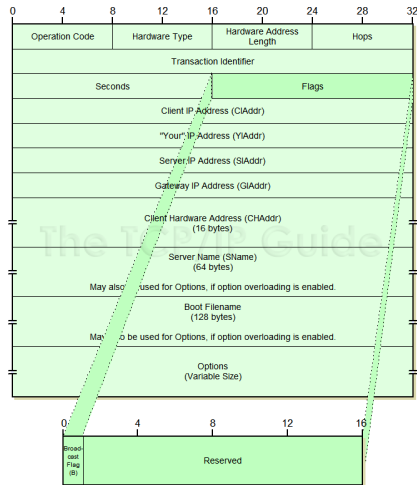 0 4 8 12 16 20 24 28 32
Operation Code Hardware Type Hardware Address
Length Hops
Transaction Identifier
Seconds Flags
Client IP Address (CIAddr)
"Your" IP Address (YIAddr)
Server IP Address (SIAddr)
Gateway IP Address (GIAddr)
Client Hardware Address (CHAddr)
(16 bytes)
The TCP/IP Guide
Server Name (SName)
(64 bytes)
May also used for Options, if option overloading is enabled.
Boot Filename
(128 bytes)
be used for Options, if option overloading is enabled.
Options
(Variable Size)
0 4 8 12 16
Broad-
cast
Flag
(B)
Reserved